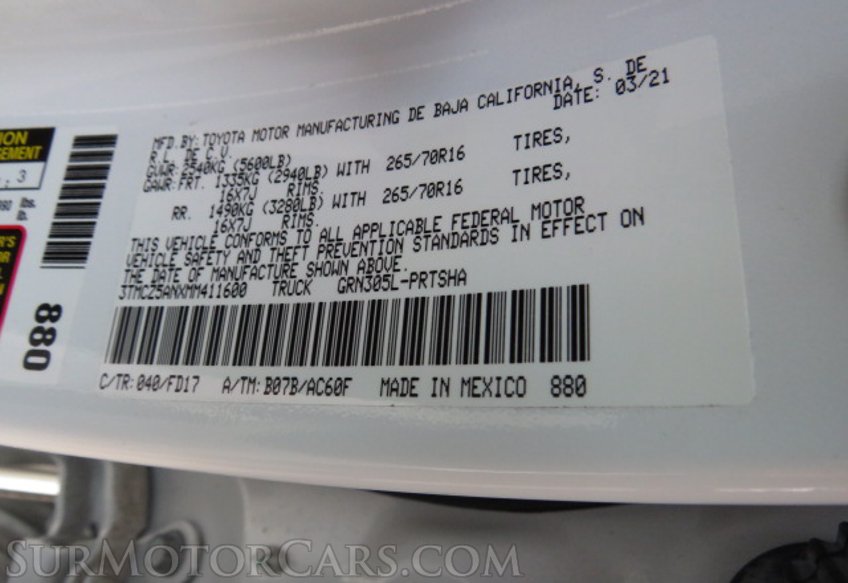 MFD.BY:TOYOTA MOTOR MANUFACTURING DE BAJA CALIFORNIA, S. DE
R.L. DE C.V. DATE: 03/21
GVWR:2540KG (5600LB)
GAWR:FRT. 1335KG (2940LB) WITH 265/70R16 TIRES,
16X7J RIMS.
RR. 1490KG (3280LB) WITH 265/70R16 TIRES,
16X7J RIMS.
THIS VEHICLE CONFORMS TO ALL APPLICABLE FEDERAL MOTOR
VEHICLE SAFETY AND THEFT PREVENTION STANDARDS IN EFFECT ON
THE DATE OF MANUFACTURE SHOWN ABOVE.
3TMCZ5ANXMM411600 TRUCK GRN305L-PRTSHA
C/TR:040/FD17 A/TM:B07B/AC60F MADE IN MEXICO 880
880
lbs.
lb.
SURMOTORCARS.COM